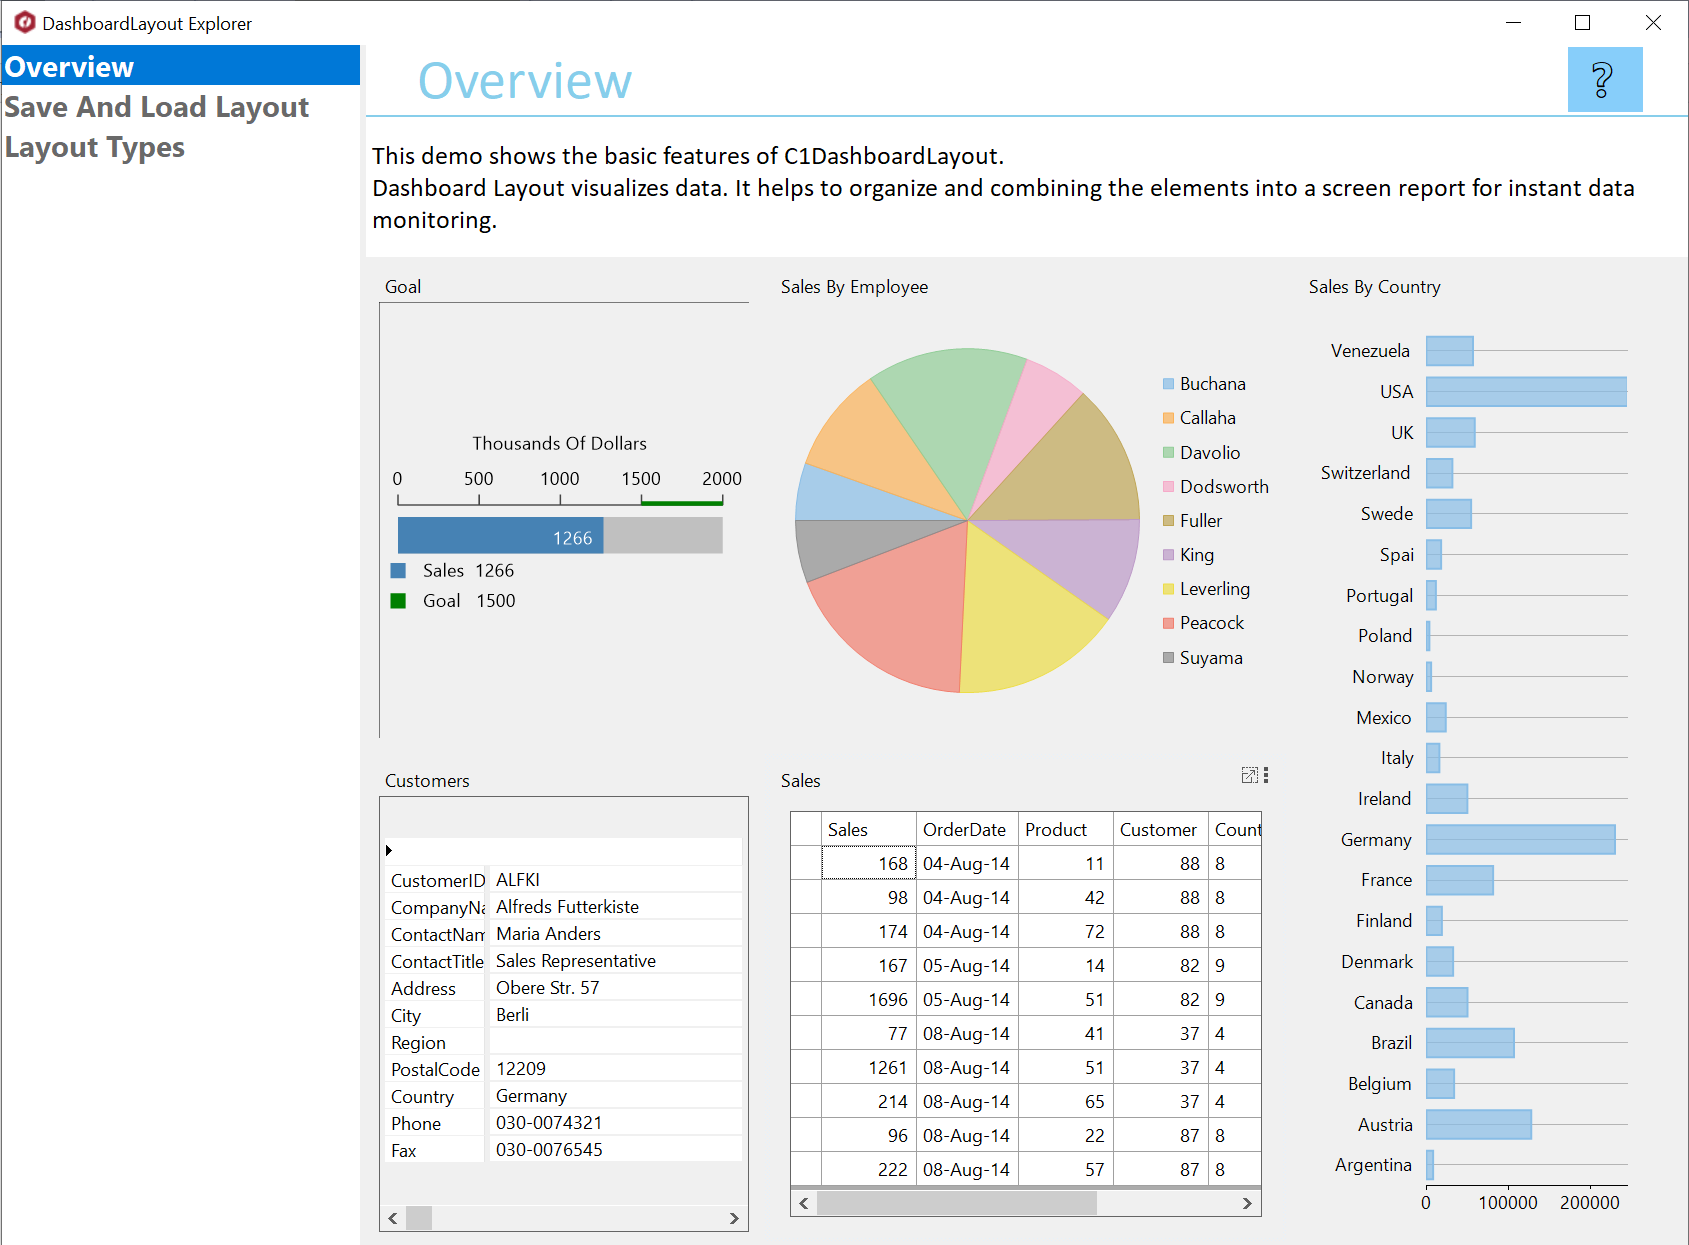 DashboardLayout Explorer
Overview
Save And Load Layout
Layout Types
Overview
?
This demo shows the basic features of C1DashboardLayout.
Dashboard Layout visualizes data. It helps to organize and combining the elements into a screen report for instant data
monitoring.
Goal
Thousands Of Dollars
0 500 1000 1500 2000
1266
Sales 1266
Goal 1500
Sales By Employee
Buchana
Callaha
Davolio
Dodsworth
Fuller
King
Leverling
Peacock
Suyama
Sales By Country
Venezuela
USA
UK
Switzerland
Swede
Spai
Portugal
Poland
Norway
Mexico
Italy
Ireland
Germany
France
Finland
Denmark
Canada
Brazil
Belgium
Austria
Argentina
0 100000 200000
Customers
CustomerID ALFKI
CompanyNa Alfreds Futterkiste
ContactNam Maria Anders
ContactTitle Sales Representative
Address Obere Str. 57
City Berli
Region
PostalCode 12209
Country Germany
Phone 030-0074321
Fax 030-0076545
Sales
Sales OrderDate Product Customer Count
168 04-Aug-14 11 88 8
98 04-Aug-14 42 88 8
174 04-Aug-14 72 88 8
167 05-Aug-14 14 82 9
1696 05-Aug-14 51 82 9
77 08-Aug-14 41 37 4
1261 08-Aug-14 51 37 4
214 08-Aug-14 65 37 4
96 08-Aug-14 22 87 8
222 08-Aug-14 57 87 8